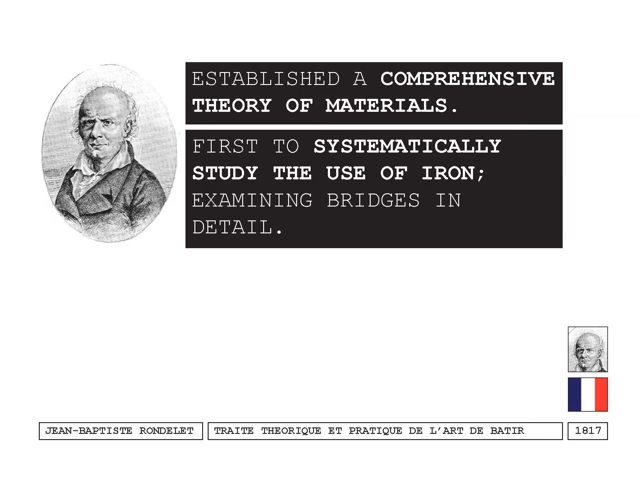 ESTABLISHED A COMPREHENSIVE
THEORY OF MATERIALS.
FIRST TO SYSTEMATICALLY
STUDY THE USE OF IRON;
EXAMINING BRIDGES IN
DETAIL.
JEAN-BAPTISTE RONDELET
TRAITE THEORIQUE ET PRATIQUE DE L'ART DE BATIR
1817